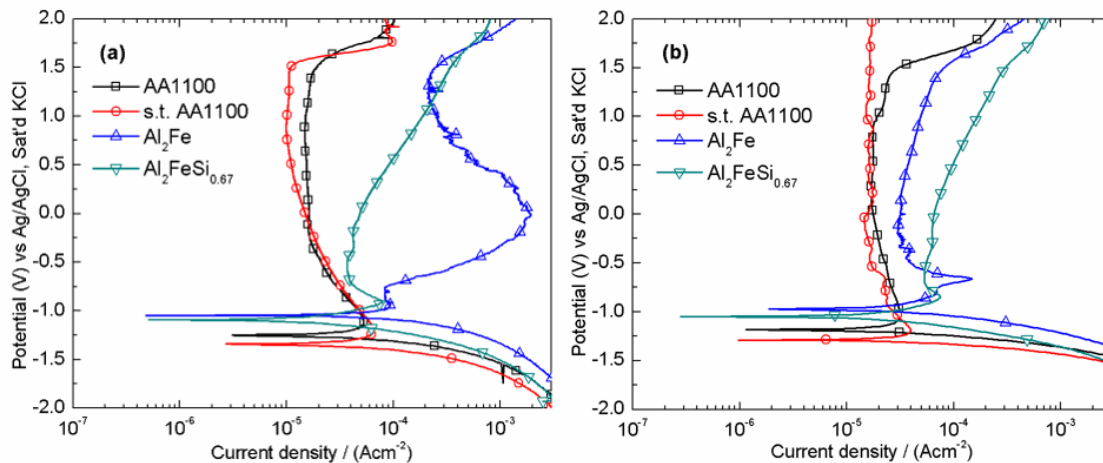 (a)
AA1100
s.t. AA1100
Al₂Fe
Al₂FeSi₀.₆₇
Potential (V) vs Ag/AgCl, Sat'd KCl
2.0
1.5
1.0
0.5
0.0
-0.5
-1.0
-1.5
-2.0
10⁻⁷ 10⁻⁶ 10⁻⁵ 10⁻⁴ 10⁻³
Current density / (Acm⁻²)
(b)
AA1100
s.t. AA1100
Al₂Fe
Al₂FeSi₀.₆₇
Potential (V) vs Ag/AgCl, Sat'd KCl
2.0
1.5
1.0
0.5
0.0
-0.5
-1.0
-1.5
-2.0
10⁻⁷ 10⁻⁶ 10⁻⁵ 10⁻⁴ 10⁻³
Current density / (Acm⁻²)